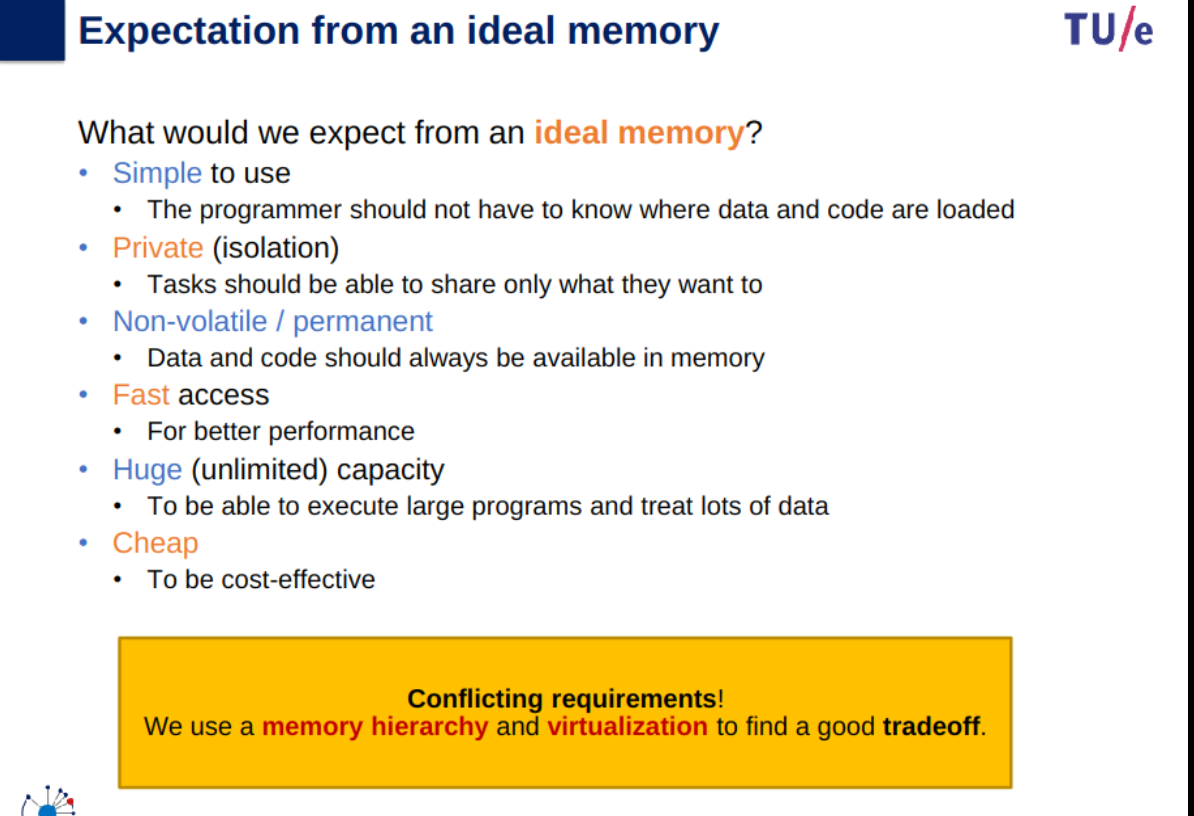 Expectation from an ideal memory
TU/e
What would we expect from an ideal memory?
• Simple to use
• The programmer should not have to know where data and code are loaded
• Private (isolation)
• Tasks should be able to share only what they want to
• Non-volatile / permanent
• Data and code should always be available in memory
• Fast access
• For better performance
• Huge (unlimited) capacity
• To be able to execute large programs and treat lots of data
• Cheap
• To be cost-effective
Conflicting requirements!
We use a memory hierarchy and virtualization to find a good tradeoff.